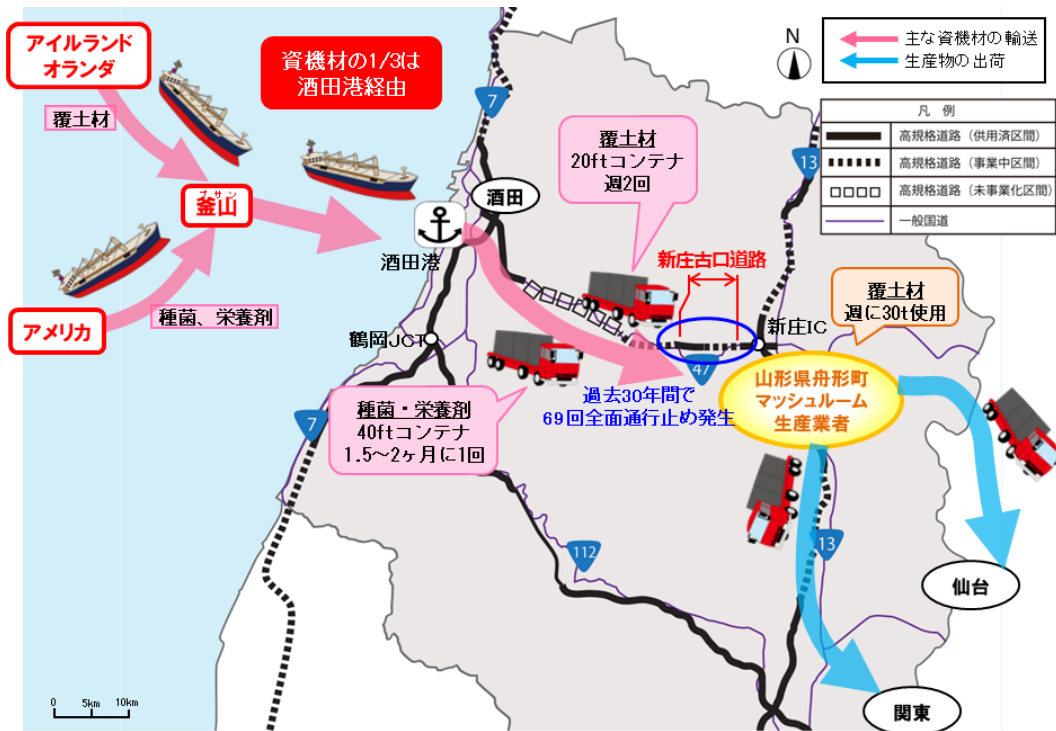 アイルランド
オランダ
覆土材
資機材の1/3は
酒田港経由
プサン
釜山
アメリカ
種菌、栄養剤
N
主な資機材の輸送
生産物の出荷
凡 例
高規格道路（供用済区間）
高規格道路（事業中区間）
高規格道路（未事業化区間）
一般国道
7
13
覆土材
20ftコンテナ
週2回
酒田
酒田港
新庄古口道路
覆土材
週に30t使用
新庄IC
鶴岡JCT
47
過去30年間で
69回全面通行止め発生
山形県舟形町
マッシュルーム
生産業者
種菌・栄養剤
40ftコンテナ
1.5～2ヶ月に1回
7
112
13
仙台
関東
0 5km 10km